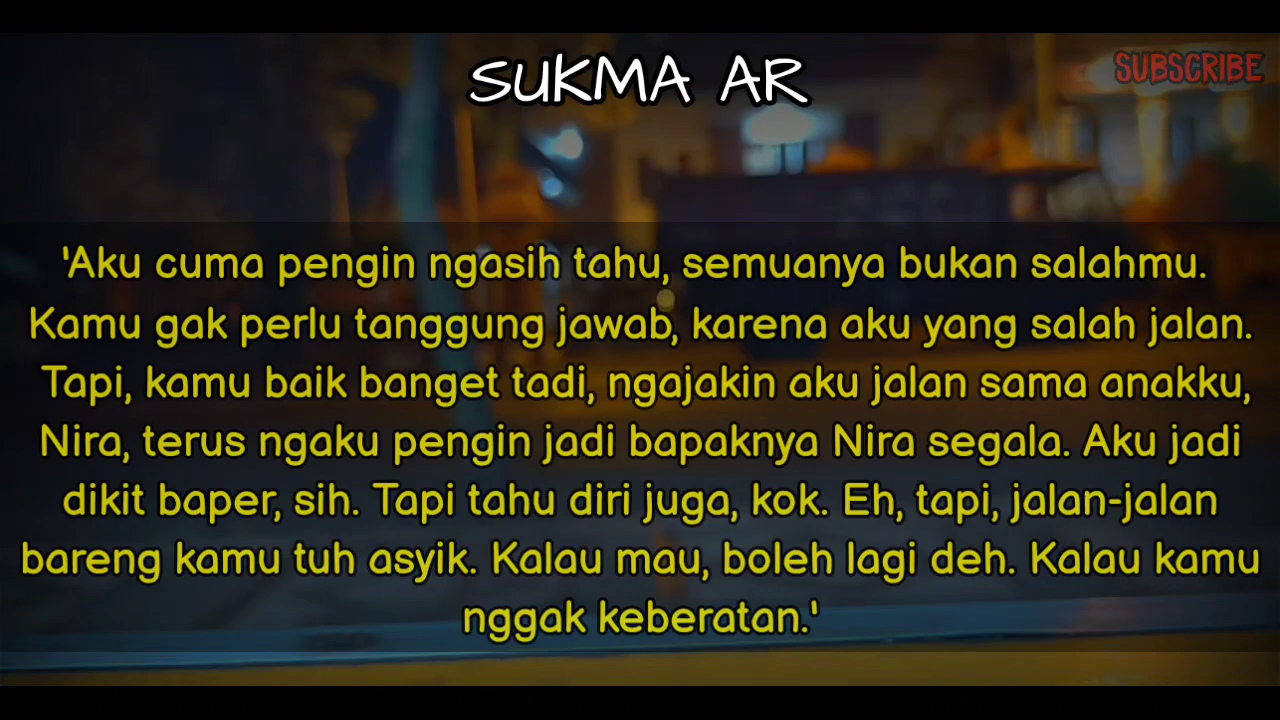 SUKMA AR
SUBSCRIBE
'Aku cuma pengin ngasih tahu, semuanya bukan salahmu.
Kamu gak perlu tanggung jawab, karena aku yang salah jalan.
Tapi, kamu baik banget tadi, ngajakin aku jalan sama anakku,
Nira, terus ngaku pengin jadi bapaknya Nira segala. Aku jadi
dikit baper, sih. Tapi tahu diri juga, kok. Eh, tapi, jalan-jalan
bareng kamu tuh asyik. Kalau mau, boleh lagi deh. Kalau kamu
nggak keberatan.'